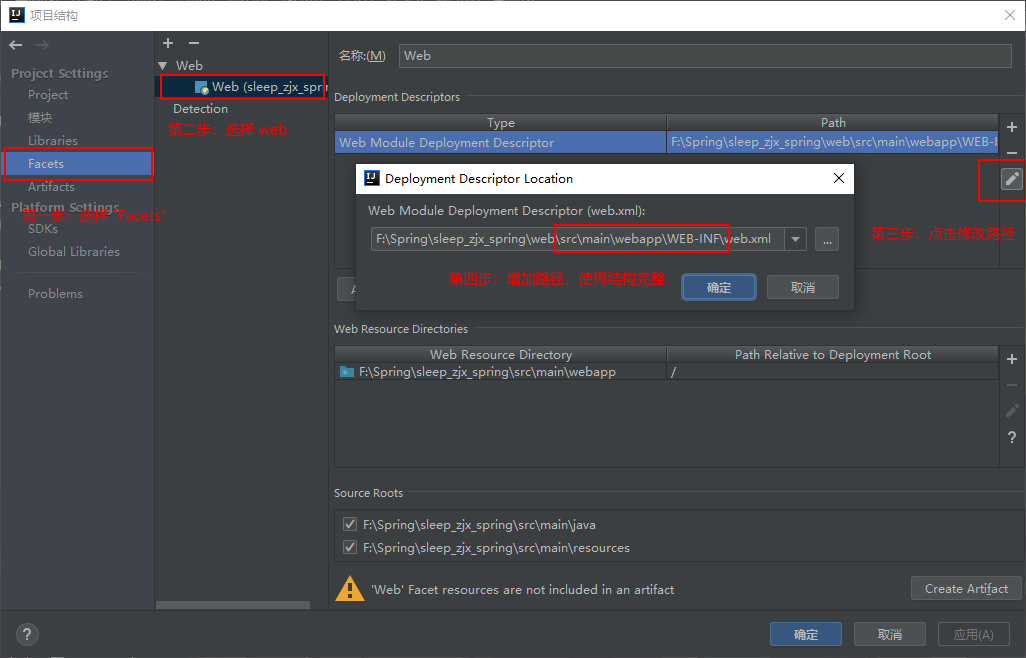 项目结构
Project Settings
Project
模块
Libraries
Facets
Artifacts
Platform Settings
第一步：选择 "Facets"
SDKs
Global Libraries
Problems
Web
Web (sleep_zjx_spri
Detection
第二步：选择 web
名称:(M) Web
Deployment Descriptors
Type Path
Web Module Deployment Descriptor F:\Spring\sleep_zjx_spring\web\src\main\webapp\WEB-I
Deployment Descriptor Location
Web Module Deployment Descriptor (web.xml):
F:\Spring\sleep_zjx_spring\web\src\main\webapp\WEB-INF\web.xml ...
第三步：点击修改路径
第四步：增加路径，使得结构完整
确定 取消
A
Web Resource Directories
Web Resource Directory Path Relative to Deployment Root
F:\Spring\sleep_zjx_spring\src\main\webapp /
?
Source Roots
F:\Spring\sleep_zjx_spring\src\main\java
F:\Spring\sleep_zjx_spring\src\main\resources
'Web' Facet resources are not included in an artifact Create Artifact
? 确定 取消 应用(A)